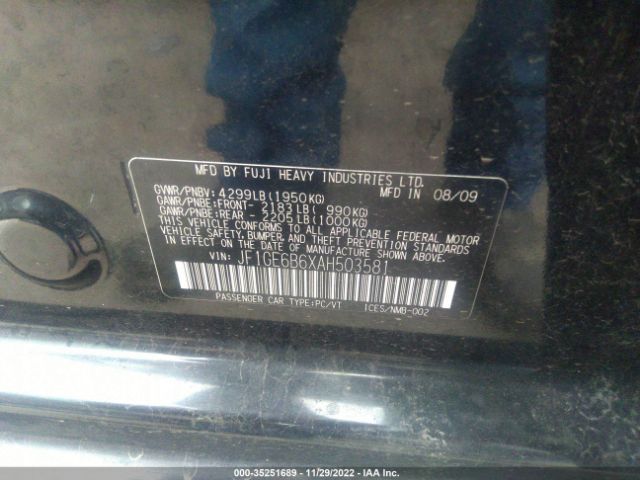 MFD BY FUJI HEAVY INDUSTRIES LTD.
GVWR/PNBV: 4299LB(1950KG) MFD IN 08/09
GAWR/PNBE:FRONT- 2183LB( 990KG)
GAWR/PNBE:REAR - 2205LB(1000KG)
THIS VEHICLE CONFORMS TO ALL APPLICABLE FEDERAL MOTOR
VEHICLE SAFETY, BUMPER, AND THEFT PREVENTION STANDARDS
IN EFFECT ON THE DATE OF MANUFACTURE SHOWN ABOVE.
VIN: JF1GE6B6XAH503581
PASSENGER CAR TYPE:PC/VT ICES/NMB-002
000-35251689 - 11/29/2022 - IAA Inc.